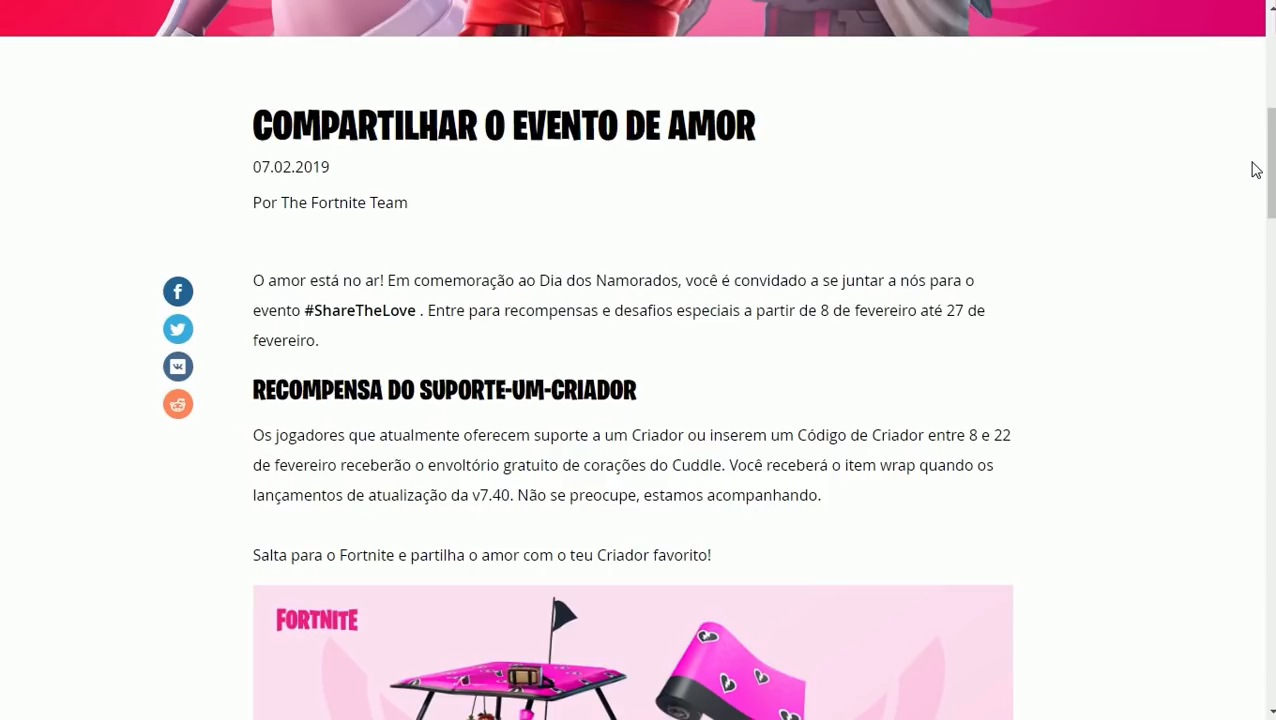 COMPARTILHAR O EVENTO DE AMOR
07.02.2019
Por The Fortnite Team
O amor está no ar! Em comemoração ao Dia dos Namorados, você é convidado a se juntar a nós para o
evento #ShareTheLove . Entre para recompensas e desafios especiais a partir de 8 de fevereiro até 27 de
fevereiro.
RECOMPENSA DO SUPORTE-UM-CRIADOR
Os jogadores que atualmente oferecem suporte a um Criador ou inserem um Código de Criador entre 8 e 22
de fevereiro receberão o envoltório gratuito de corações do Cuddle. Você receberá o item wrap quando os
lançamentos de atualização da v7.40. Não se preocupe, estamos acompanhando.
Salta para o Fortnite e partilha o amor com o teu Criador favorito!
FORTNITE